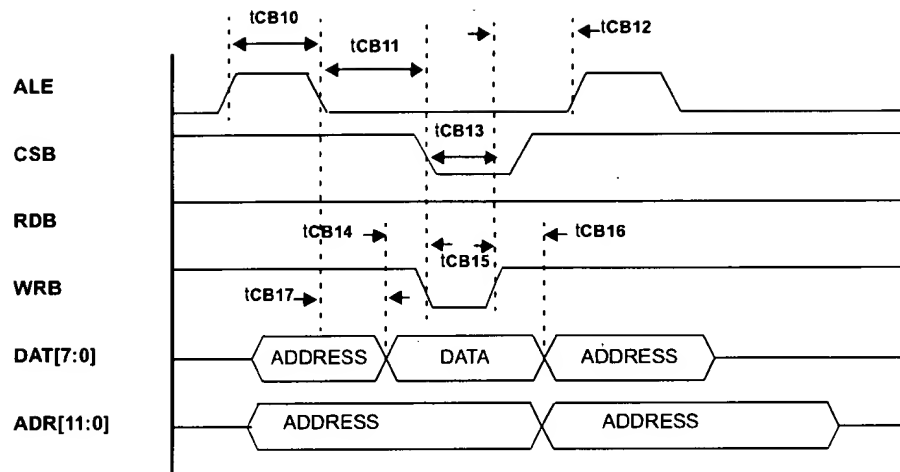 tCB10
tCB11
tCB12
ALE
tCB13
CSB
RDB
tCB14
tCB16
tCB15
WRB
tCB17
DAT[7:0]
ADDRESS
DATA
ADDRESS
ADR[11:0]
ADDRESS
ADDRESS